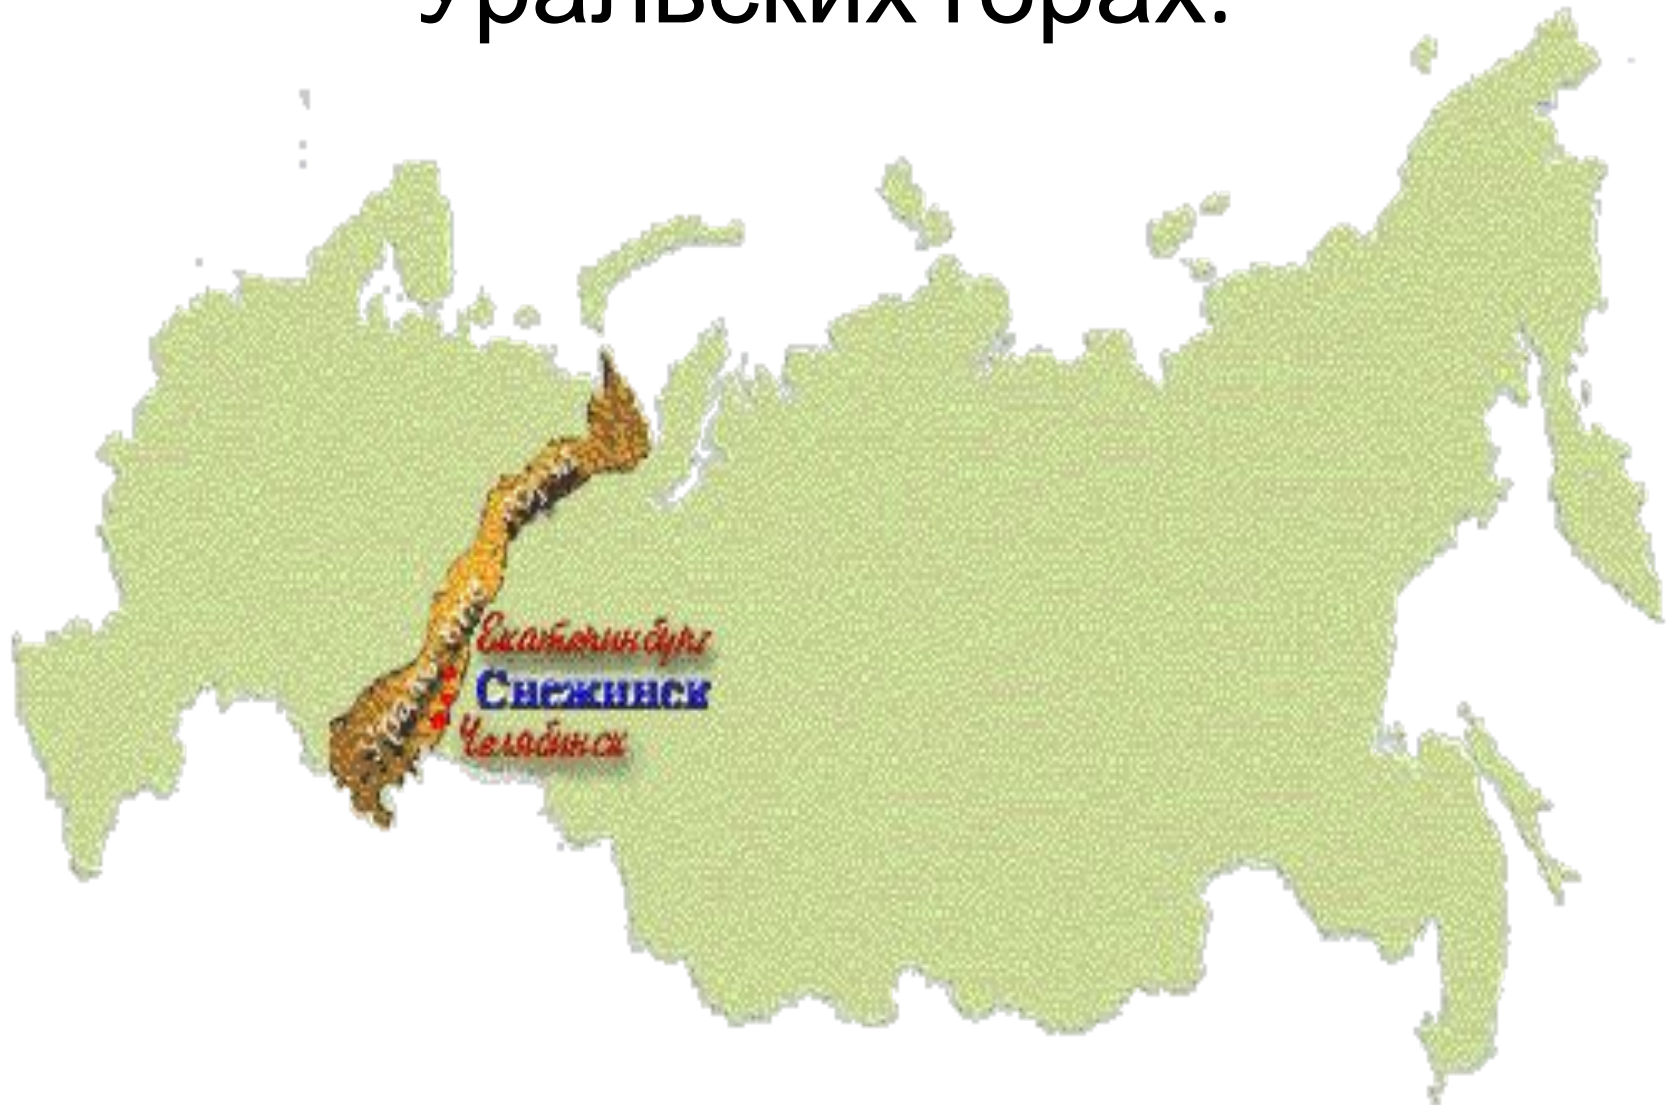 Уральских горах.
Екатеринбург
Снежинск
Челябинск